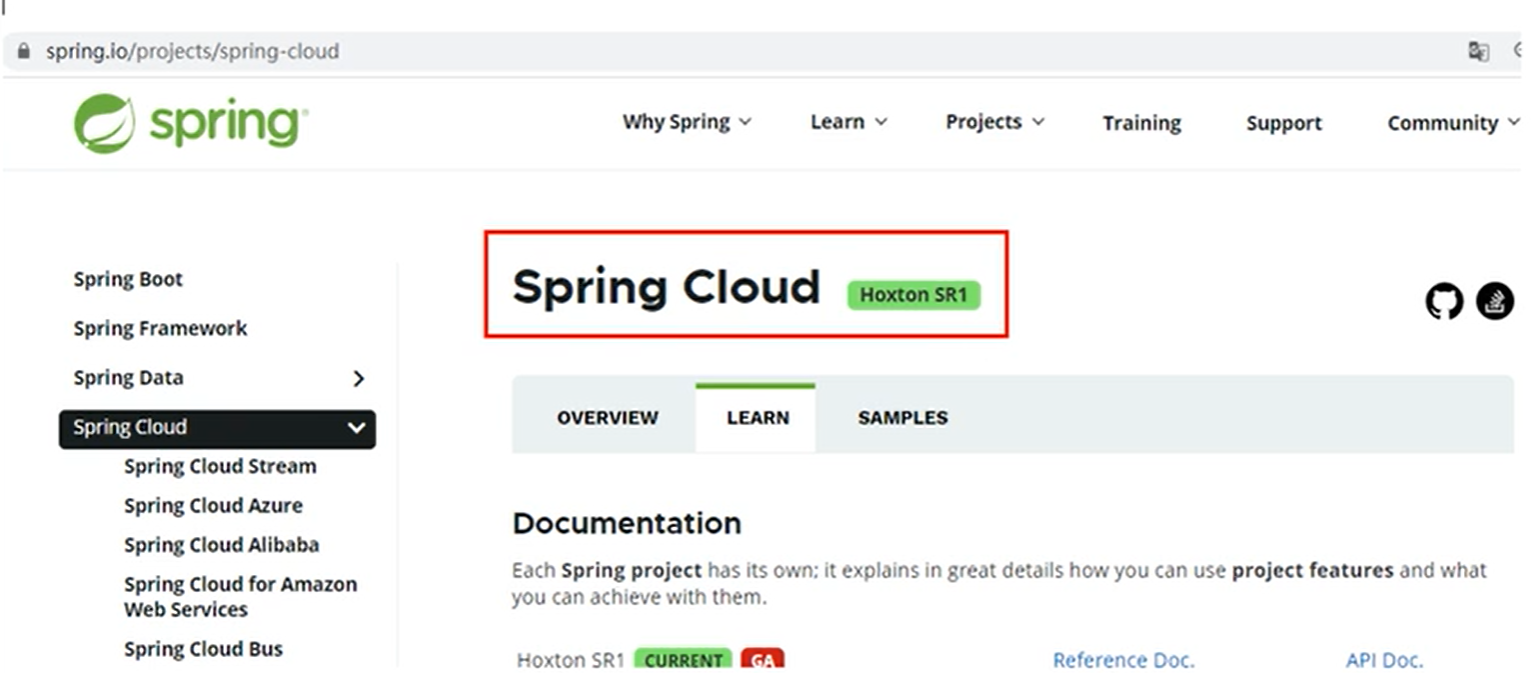 spring.io/projects/spring-cloud
spring
Why Spring
Learn
Projects
Training
Support
Community
Spring Boot
Spring Framework
Spring Data
Spring Cloud
Spring Cloud Stream
Spring Cloud Azure
Spring Cloud Alibaba
Spring Cloud for Amazon
Web Services
Spring Cloud Bus
Spring Cloud Hoxton SR1
OVERVIEW
LEARN
SAMPLES
Documentation
Each Spring project has its own; it explains in great details how you can use project features and what
you can achieve with them.
Hoxton SR1 CURRENT GA Reference Doc. API Doc.